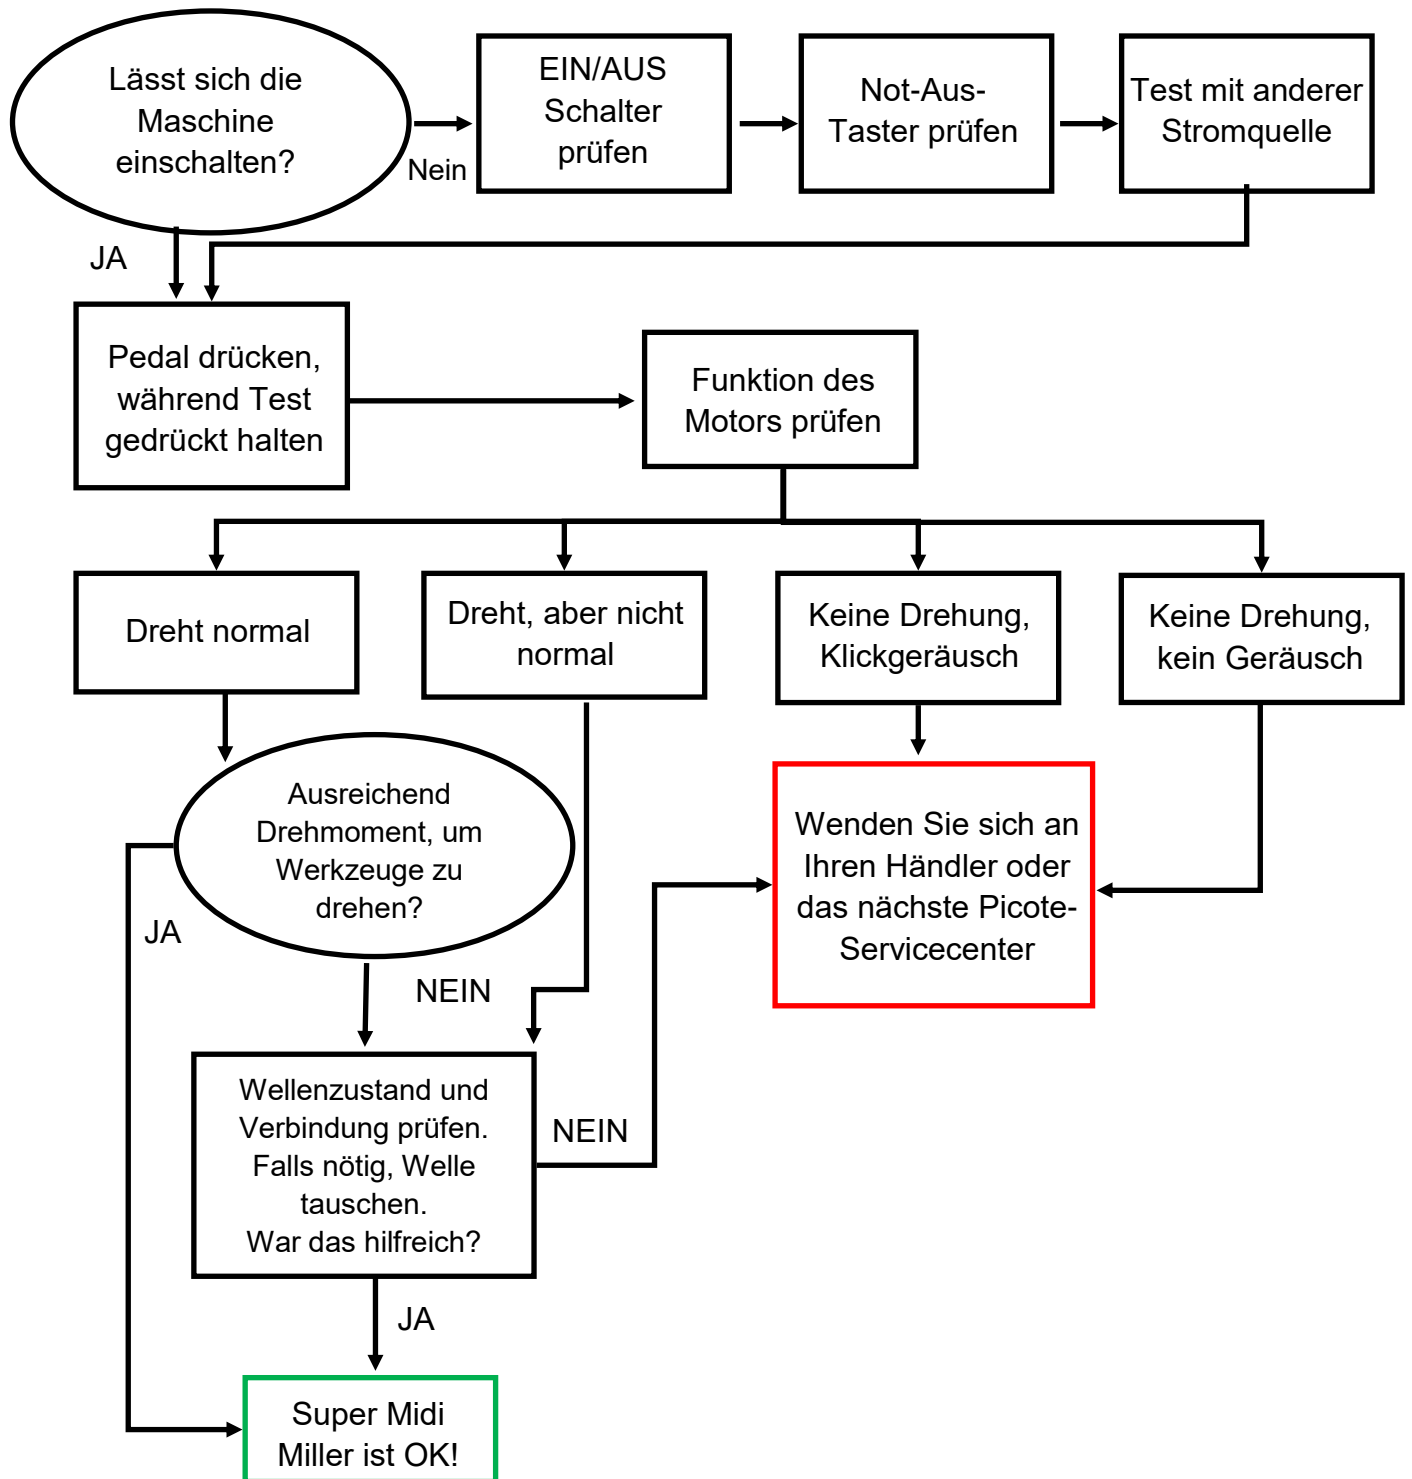 Lässt sich die
Maschine
einschalten?
Nein
EIN/AUS
Schalter
prüfen
Not-Aus-
Taster prüfen
Test mit anderer
Stromquelle
JA
Pedal drücken,
während Test
gedrückt halten
Funktion des
Motors prüfen
Dreht normal
Dreht, aber nicht
normal
Keine Drehung,
Klickgeräusch
Keine Drehung,
kein Geräusch
Ausreichend
Drehmoment, um
Werkzeuge zu
drehen?
JA
NEIN
Wenden Sie sich an
Ihren Händler oder
das nächste Picote-
Servicecenter
Wellenzustand und
Verbindung prüfen.
Falls nötig, Welle
tauschen.
War das hilfreich?
NEIN
JA
Super Midi
Miller ist OK!